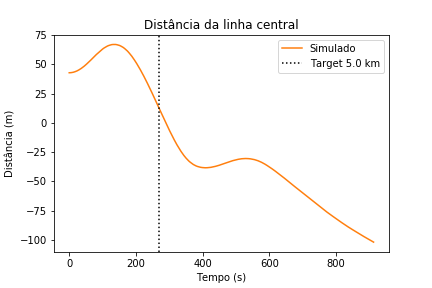 Distância da linha central
Simulado
Target 5.0 km
Distância (m)
75
50
25
0
−25
−50
−75
−100
0 200 400 600 800
Tempo (s)